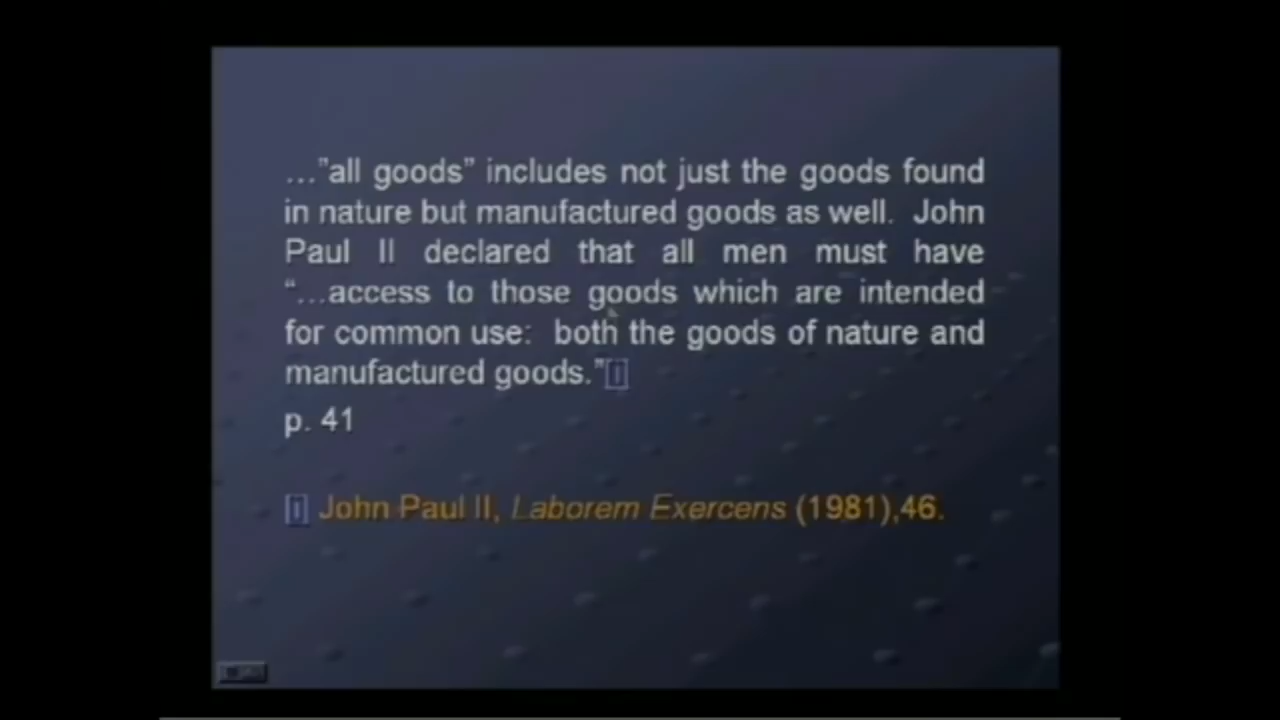 …”all goods” includes not just the goods found
in nature but manufactured goods as well. John
Paul II declared that all men must have
“…access to those goods which are intended
for common use: both the goods of nature and
manufactured goods.”[i]
p. 41
[i] John Paul II, Laborem Exercens (1981),46.